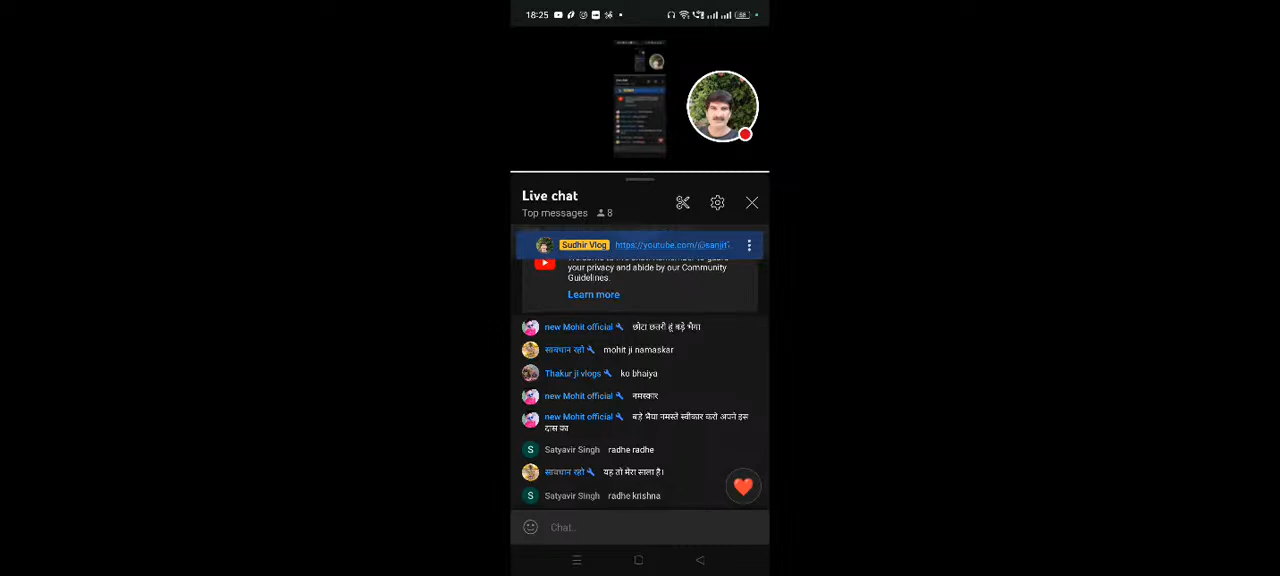 18:25
Live chat
Top messages 8
Sudhir Vlog https://youtube.com/@sanjit
your privacy and abide by our Community
Guidelines.
Learn more
new Mohit official छोटा छतरी हूं बड़े भैया
सावधान रहो mohit ji namaskar
Thakur ji vlogs ko bhaiya
new Mohit official नमस्कार
new Mohit official बड़े भैया नमस्ते स्वीकार करो अपने इस
दास का
S Satyavir Singh radhe radhe
सावधान रहो यह तो मेरा साला है।
S Satyavir Singh radhe krishna
Chat..